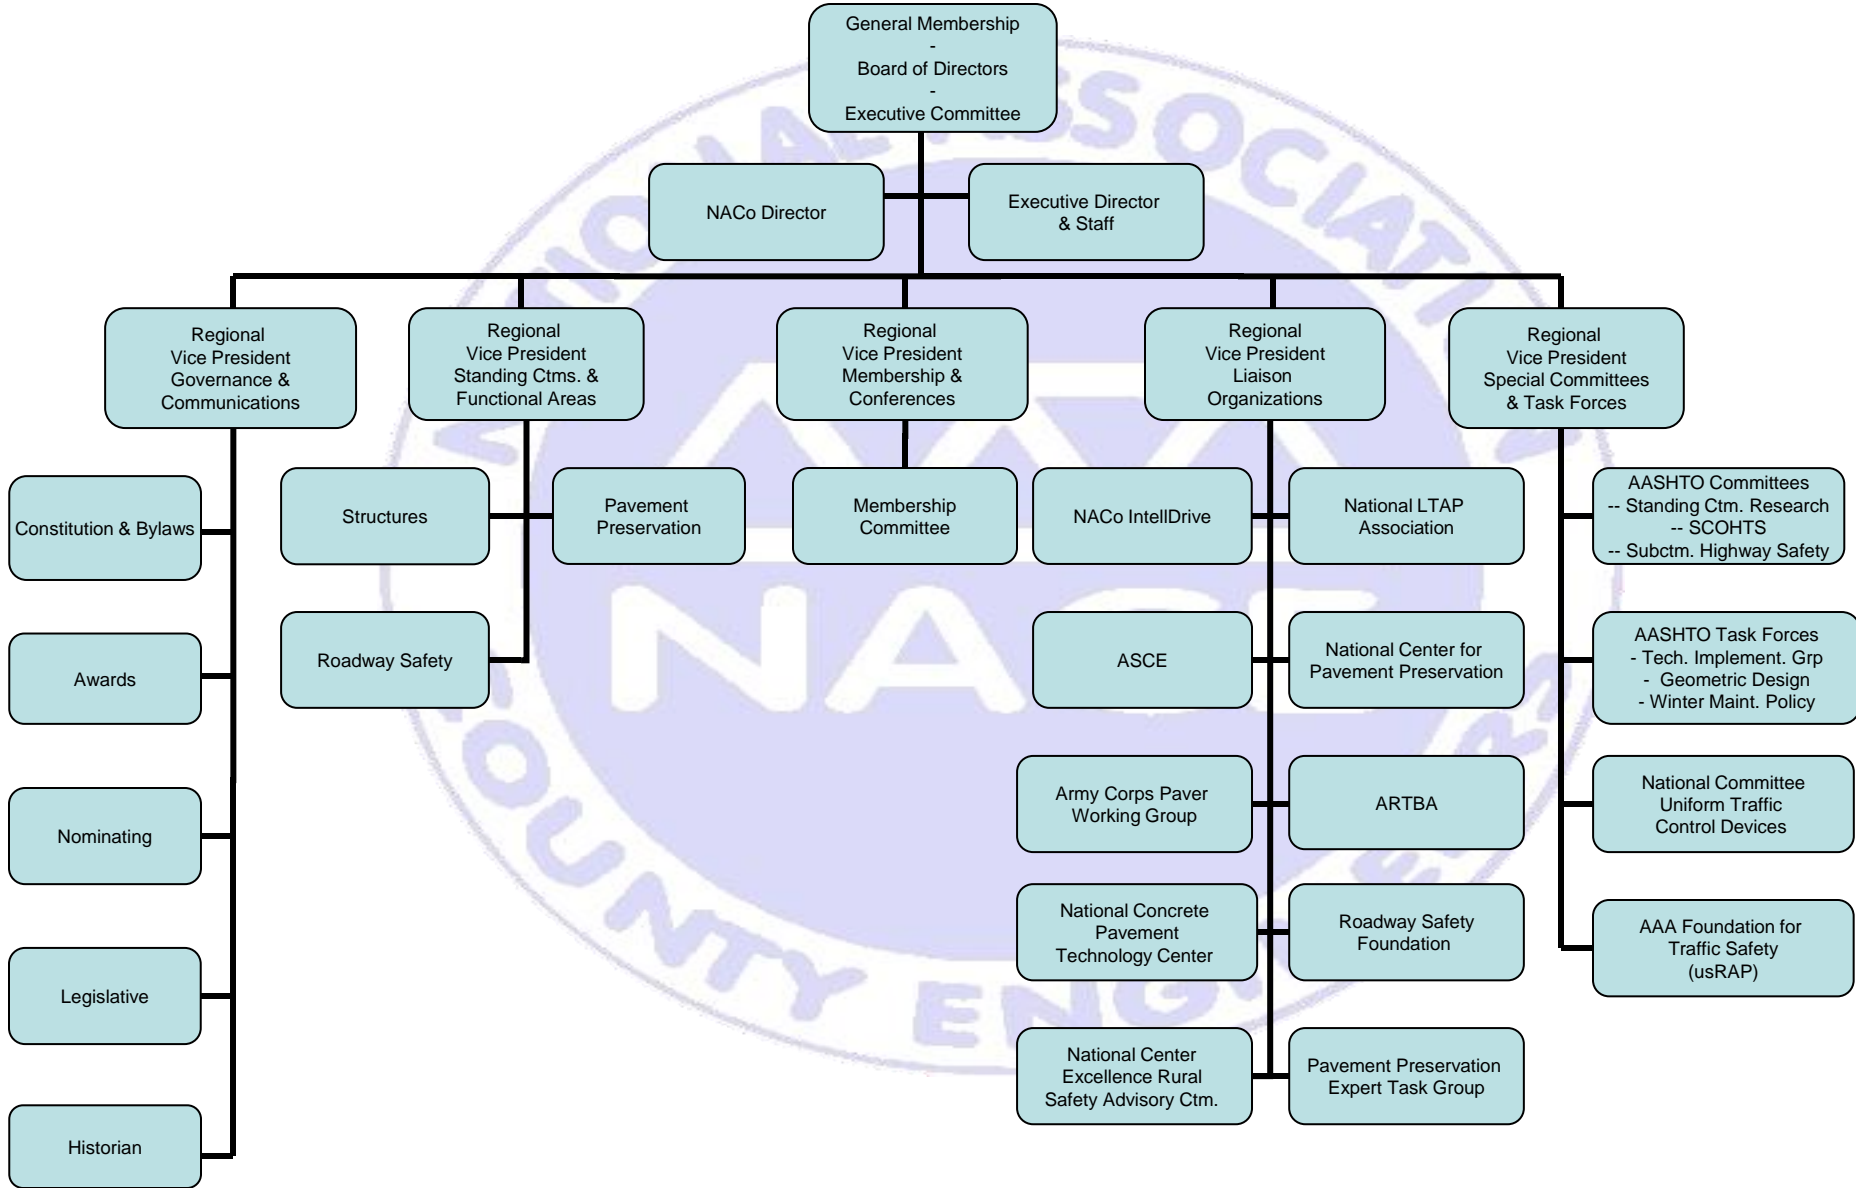 General Membership
-
Board of Directors
-
Executive Committee
NACo Director
Executive Director
& Staff
Regional
Vice President
Governance &
Communications
Regional
Vice President
Standing Ctms. &
Functional Areas
Regional
Vice President
Membership &
Conferences
Regional
Vice President
Liaison
Organizations
Regional
Vice President
Special Committees
& Task Forces
Constitution & Bylaws
Awards
Nominating
Legislative
Historian
Structures
Pavement
Preservation
Roadway Safety
Membership
Committee
NACo IntellDrive
National LTAP
Association
ASCE
National Center for
Pavement Preservation
Army Corps Paver
Working Group
ARTBA
National Concrete
Pavement
Technology Center
Roadway Safety
Foundation
National Center
Excellence Rural
Safety Advisory Ctm.
Pavement Preservation
Expert Task Group
AASHTO Committees
-- Standing Ctm. Research
-- SCOHTS
-- Subctm. Highway Safety
AASHTO Task Forces
- Tech. Implement. Grp
- Geometric Design
- Winter Maint. Policy
National Committee
Uniform Traffic
Control Devices
AAA Foundation for
Traffic Safety
(usRAP)
NACE
COUNTY